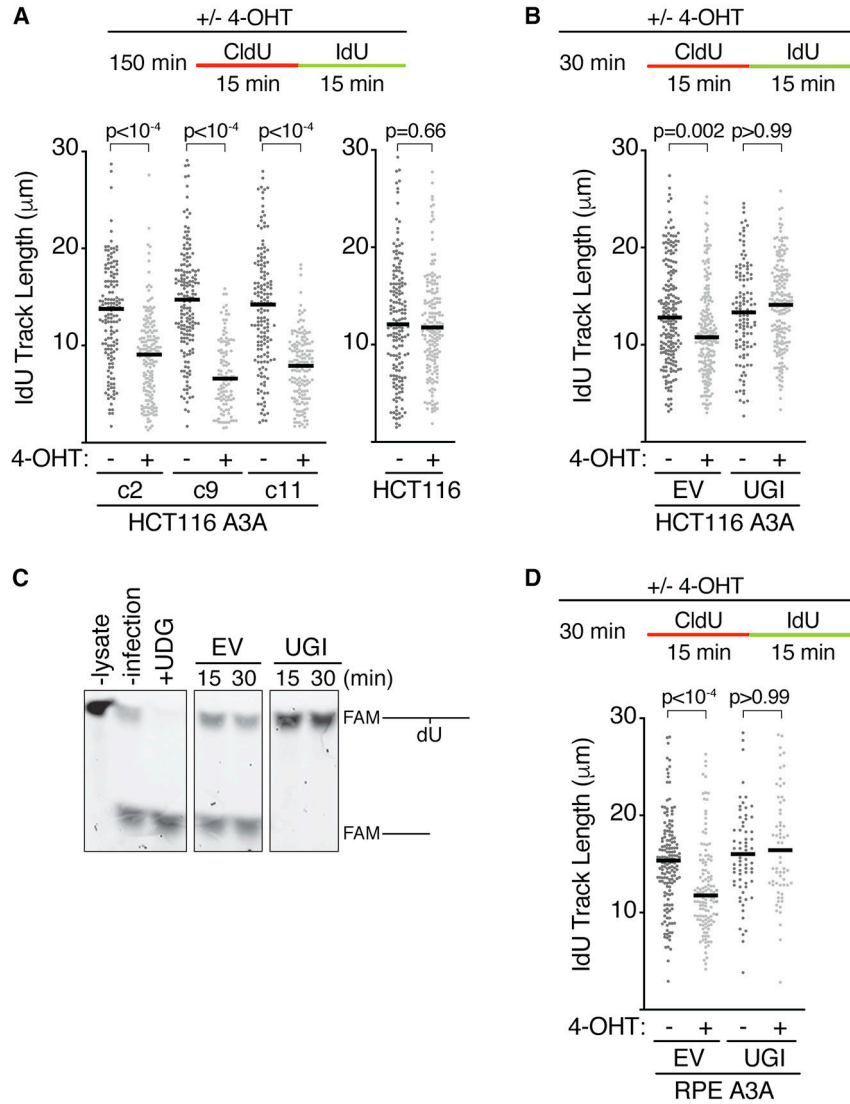 A
+/- 4-OHT
150 min
CldU
IdU
15 min
15 min
IdU Track Length (μm)
30
20
10
p<10-4
p<10-4
p<10-4
30
20
10
p=0.66
4-OHT:
- + - + - +
- +
c2
c9
c11
HCT116
HCT116 A3A
B
+/- 4-OHT
30 min
CldU
IdU
15 min
15 min
p=0.002
p>0.99
IdU Track Length (μm)
30
20
10
4-OHT:
- + - +
EV
UGI
HCT116 A3A
C
-lysate
-infection
+UDG
EV
UGI
15 30 15 30 (min)
FAM
dU
FAM
D
+/- 4-OHT
30 min
CldU
IdU
15 min
15 min
p<10-4
p>0.99
IdU Track Length (μm)
30
20
10
4-OHT:
- + - +
EV
UGI
RPE A3A